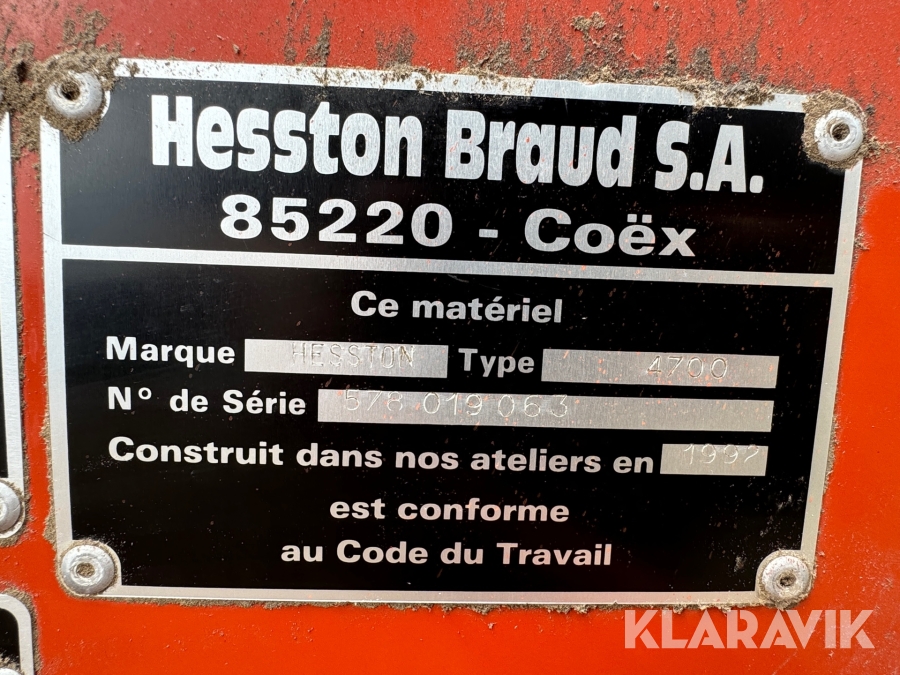 Hesston Braud S.A.
85220 - Coëx
Ce matériel
Marque HESSTON Type 4700
N° de Série 578 019 063
Construit dans nos ateliers en 1992
est conforme
au Code du Travail
KLARAVIK